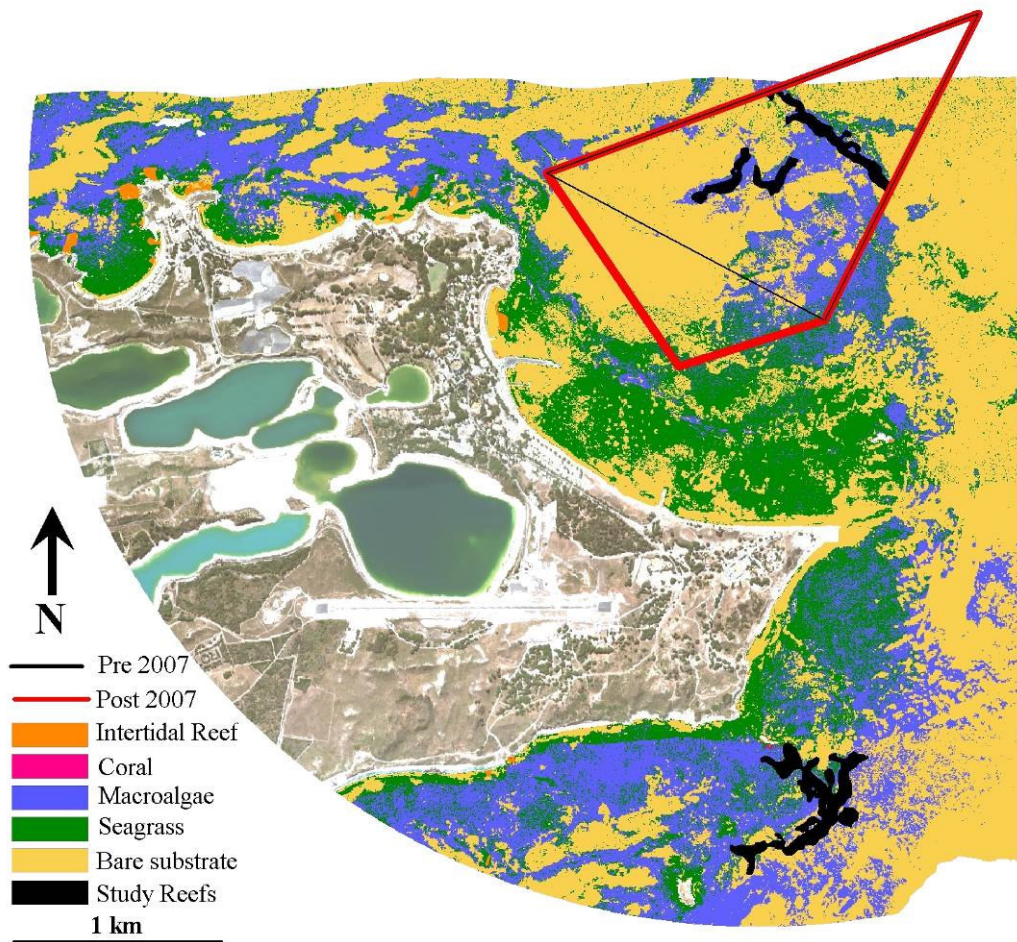 N
Pre 2007
Post 2007
Intertidal Reef
Coral
Macroalgae
Seagrass
Bare substrate
Study Reefs
1 km